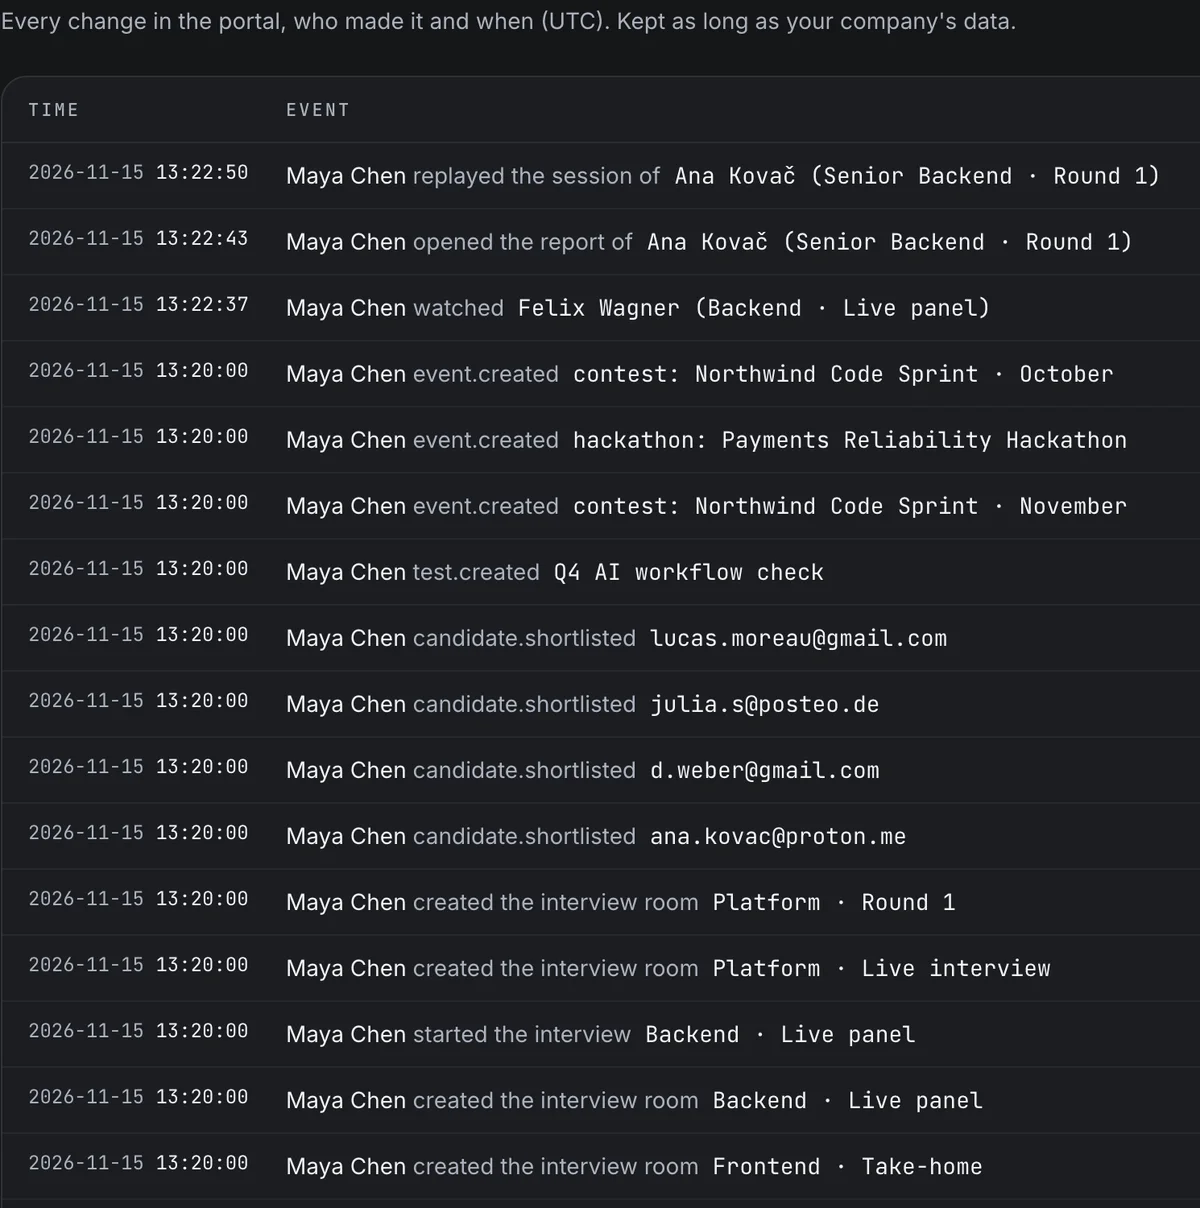 Every change in the portal, who made it and when (UTC). Kept as long as your company's data.
TIME EVENT
2026-11-15 13:22:50 Maya Chen replayed the session of Ana Kovač (Senior Backend · Round 1)
2026-11-15 13:22:43 Maya Chen opened the report of Ana Kovač (Senior Backend · Round 1)
2026-11-15 13:22:37 Maya Chen watched Felix Wagner (Backend · Live panel)
2026-11-15 13:20:00 Maya Chen event.created contest: Northwind Code Sprint · October
2026-11-15 13:20:00 Maya Chen event.created hackathon: Payments Reliability Hackathon
2026-11-15 13:20:00 Maya Chen event.created contest: Northwind Code Sprint · November
2026-11-15 13:20:00 Maya Chen test.created Q4 AI workflow check
2026-11-15 13:20:00 Maya Chen candidate.shortlisted lucas.moreau@gmail.com
2026-11-15 13:20:00 Maya Chen candidate.shortlisted julia.s@posteo.de
2026-11-15 13:20:00 Maya Chen candidate.shortlisted d.weber@gmail.com
2026-11-15 13:20:00 Maya Chen candidate.shortlisted ana.kovac@proton.me
2026-11-15 13:20:00 Maya Chen created the interview room Platform · Round 1
2026-11-15 13:20:00 Maya Chen created the interview room Platform · Live interview
2026-11-15 13:20:00 Maya Chen started the interview Backend · Live panel
2026-11-15 13:20:00 Maya Chen created the interview room Backend · Live panel
2026-11-15 13:20:00 Maya Chen created the interview room Frontend · Take-home